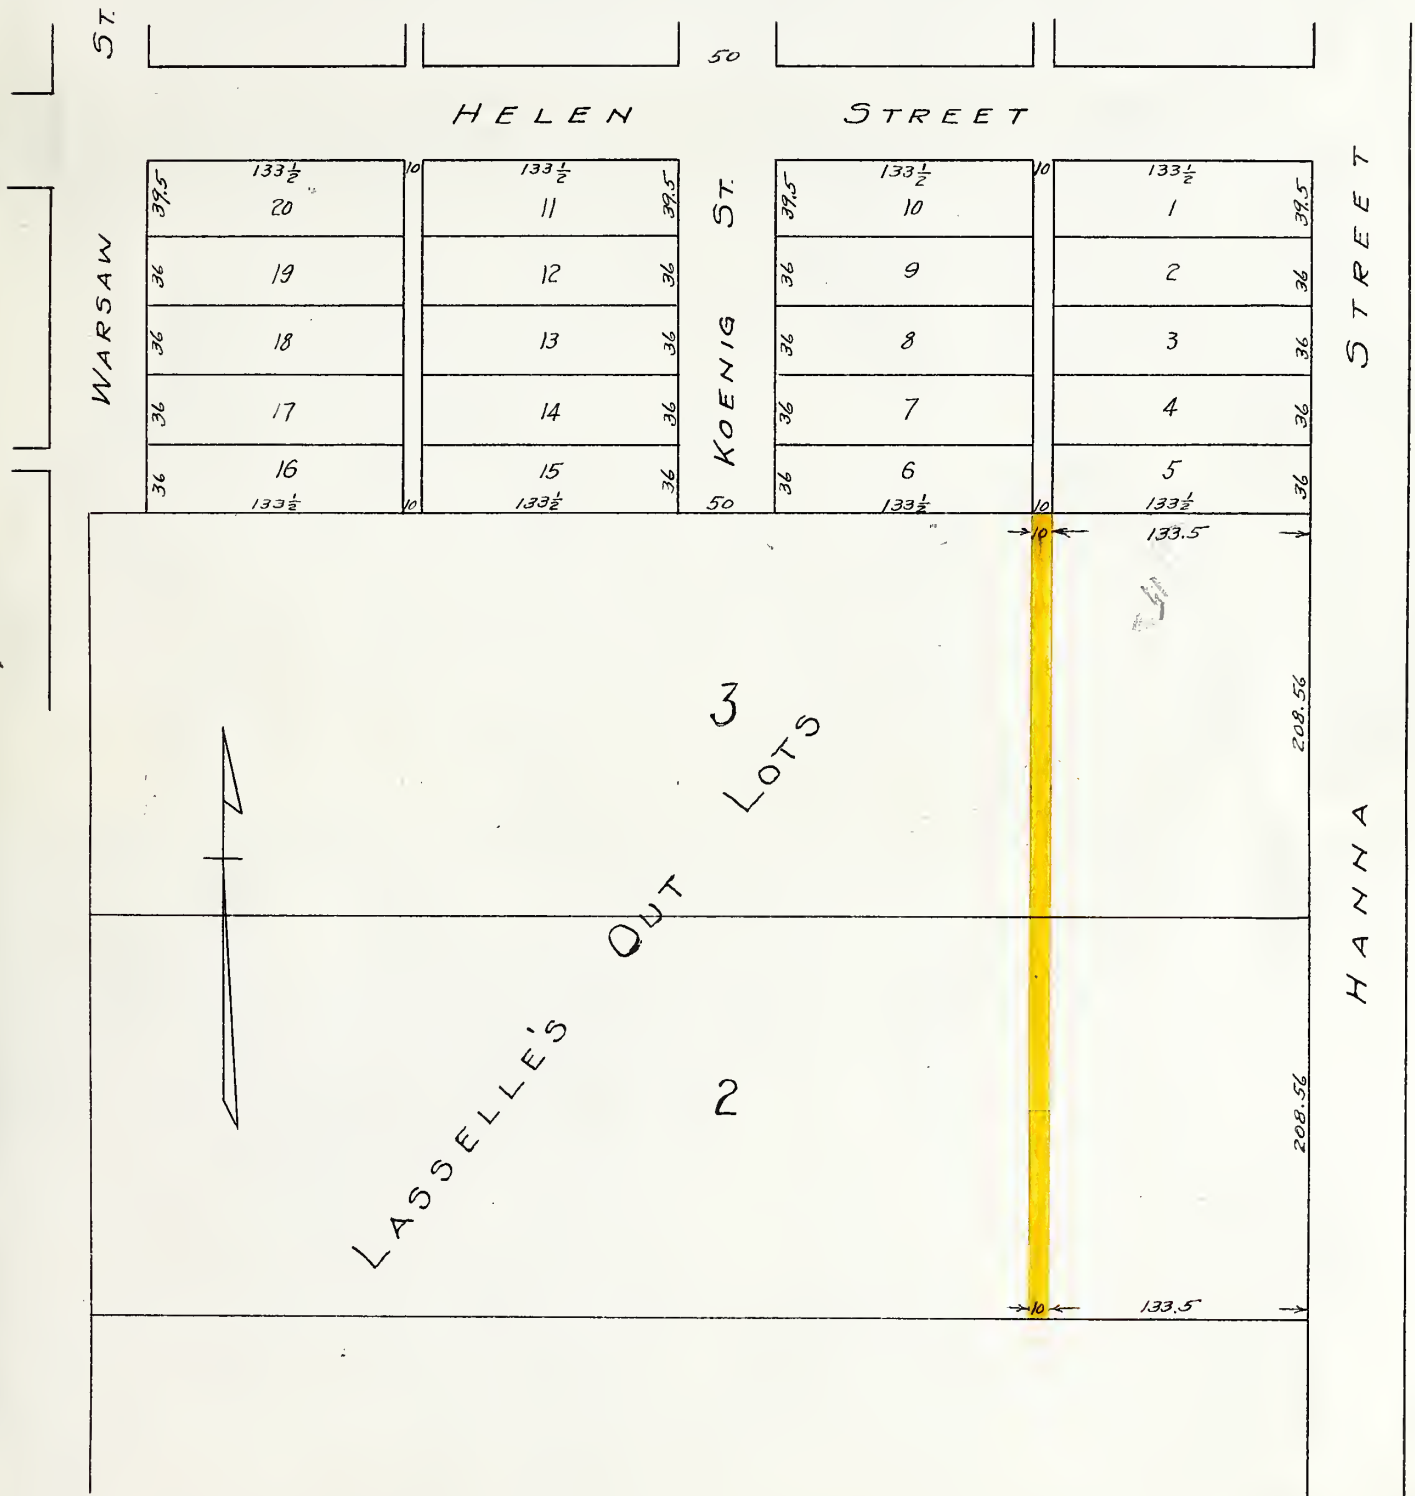 ST.
50
HELEN STREET
133½ 10 133½ 133½ 10 133½
39.5 20 11 39.5 39.5 10 1 39.5
36 19 12 36 36 9 2 36
36 18 13 36 36 8 3 36
36 17 14 36 36 7 4 36
36 16 15 36 36 6 5 36
133½ 10 133½ 50 133½ 10 133½
WARSAW
KOENIG ST.
HANNA STREET
10 133.5
3
208.56
LASSELLE'S OUT LOTS
2
208.56
10 133.5